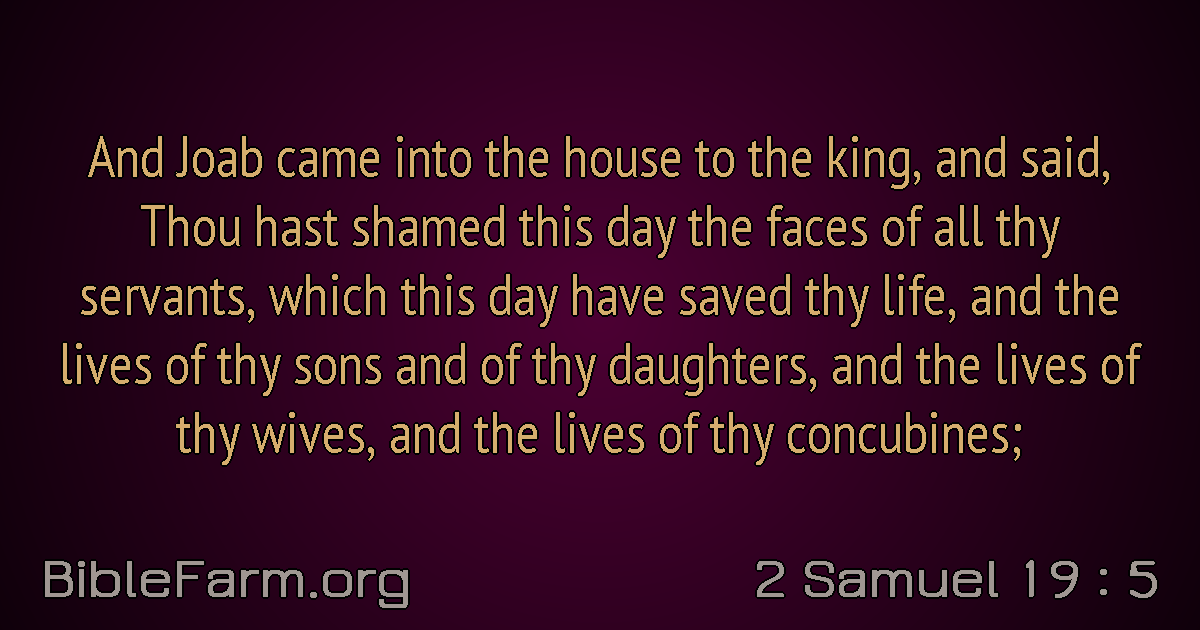 And Joab came into the house to the king, and said,
Thou hast shamed this day the faces of all thy
servants, which this day have saved thy life, and the
lives of thy sons and of thy daughters, and the lives of
thy wives, and the lives of thy concubines;
BibleFarm.org
2 Samuel 19 : 5